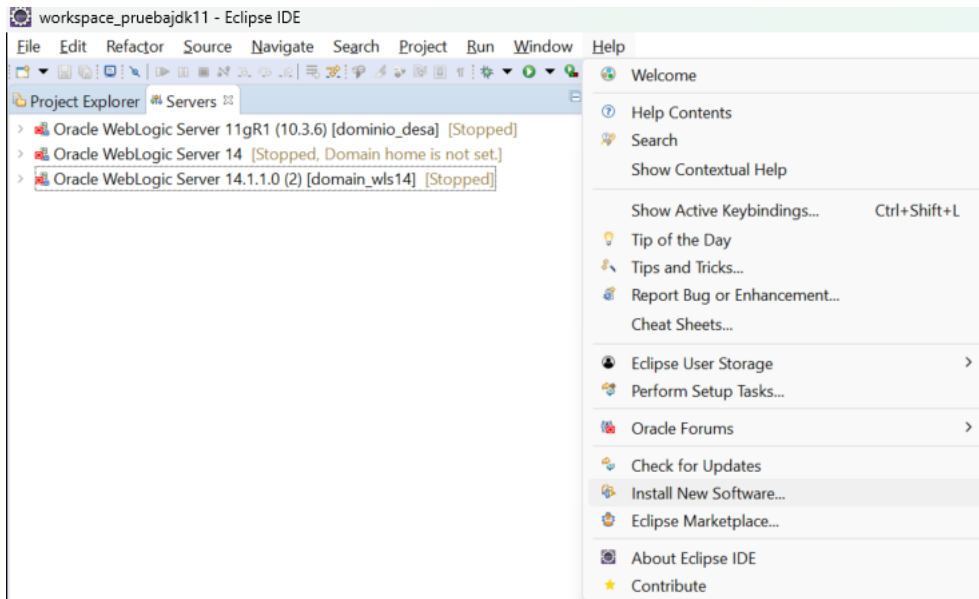 workspace_pruebajdk11 - Eclipse IDE
File Edit Refactor Source Navigate Search Project Run Window Help
Project Explorer Servers
Oracle WebLogic Server 11gR1 (10.3.6) [dominio_desa] [Stopped]
Oracle WebLogic Server 14 [Stopped, Domain home is not set.]
Oracle WebLogic Server 14.1.1.0 (2) [domain_wls14] [Stopped]
Welcome
Help Contents
Search
Show Contextual Help
Show Active Keybindings... Ctrl+Shift+L
Tip of the Day
Tips and Tricks...
Report Bug or Enhancement...
Cheat Sheets...
Eclipse User Storage
Perform Setup Tasks...
Oracle Forums
Check for Updates
Install New Software...
Eclipse Marketplace...
About Eclipse IDE
Contribute